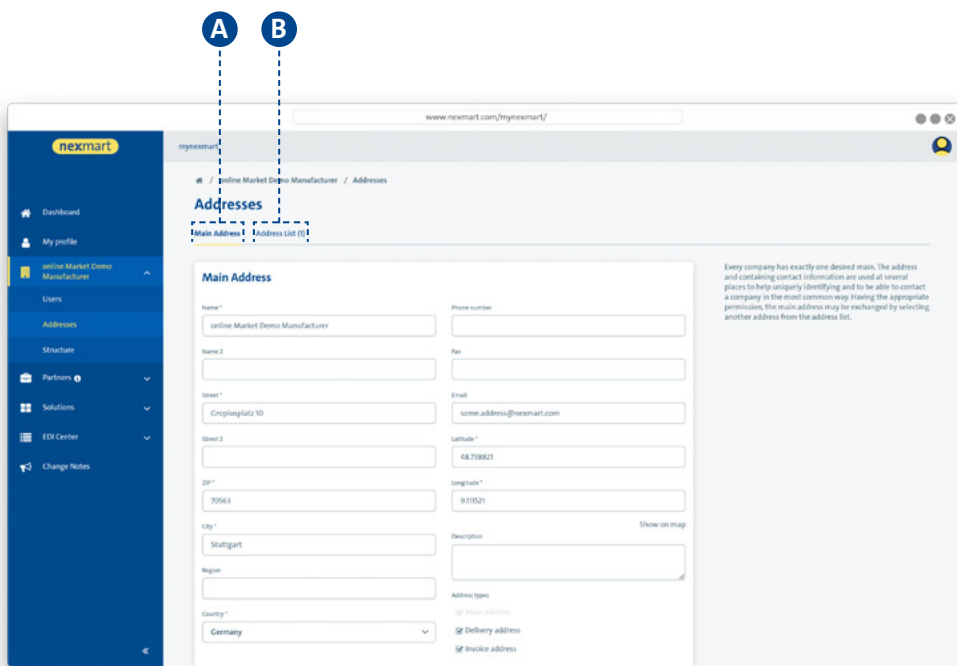 A B
www.nexmart.com/mynexmart/
nexmart
mynexmart
/ online Market Demo Manufacturer / Addresses
Addresses
Main Address Address List (1)
Dashboard
My profile
online Market Demo
Manufacturer
Users
Addresses
Structure
Partners
Solutions
EDI Center
Change Notes
Main Address
Name *
online Market Demo Manufacturer
Name 2
Street *
Gropiusplatz 10
Street 2
ZIP *
70563
City *
Stuttgart
Region
Country *
Germany
Phone number
Fax
Email
some.address@nexmart.com
Latitude *
48.738821
Longitude *
9.111521
Show on map
Description
Address types
Main address
Delivery address
Invoice address
Every company has exactly one desired main. The address
and containing contact information are used at several
places to help uniquely identifying and to be able to contact
a company in the most common way. Having the appropriate
permission, the main address may be exchanged by selecting
another address from the address list.